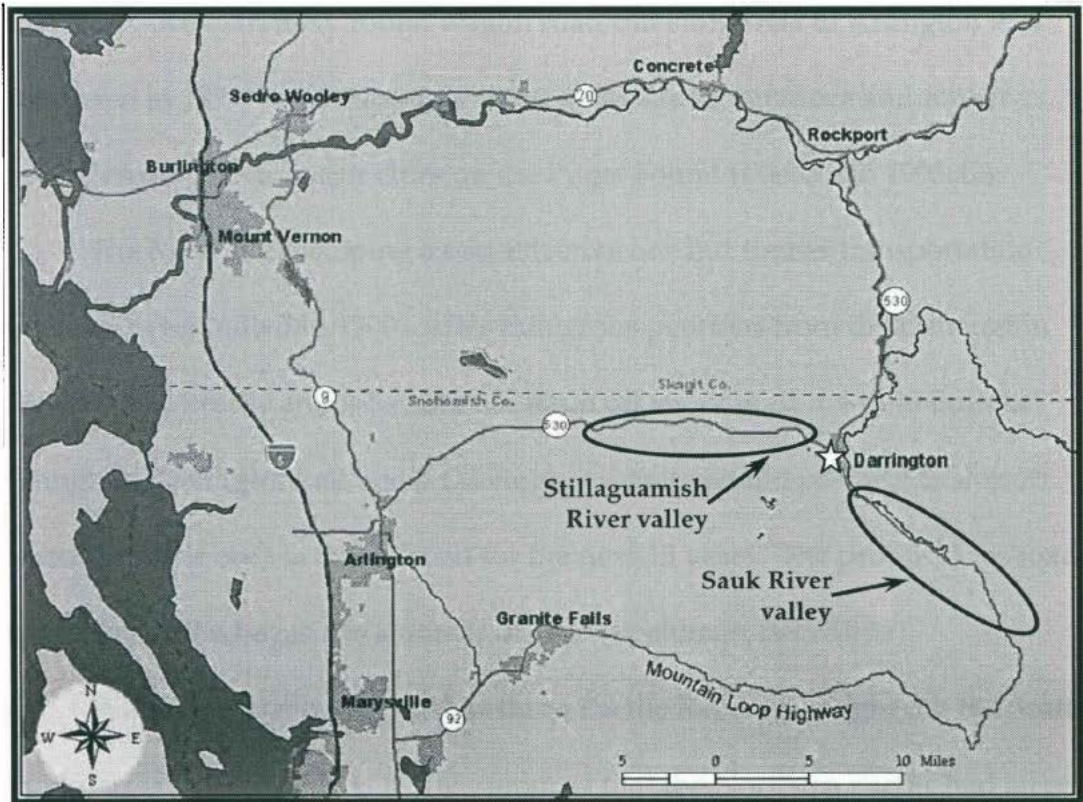 Concrete
Sedro Wooley
20
Rockport
Burlington
Mount Vernon
530
9
Skagit Co.
Snohamish Co.
530
Darrington
Stillaguamish
River valley
5
Arlington
Sauk River
valley
Granite Falls
Mountain Loop Highway
Marysville
92
N
W E
S
5 0 5 10 Miles